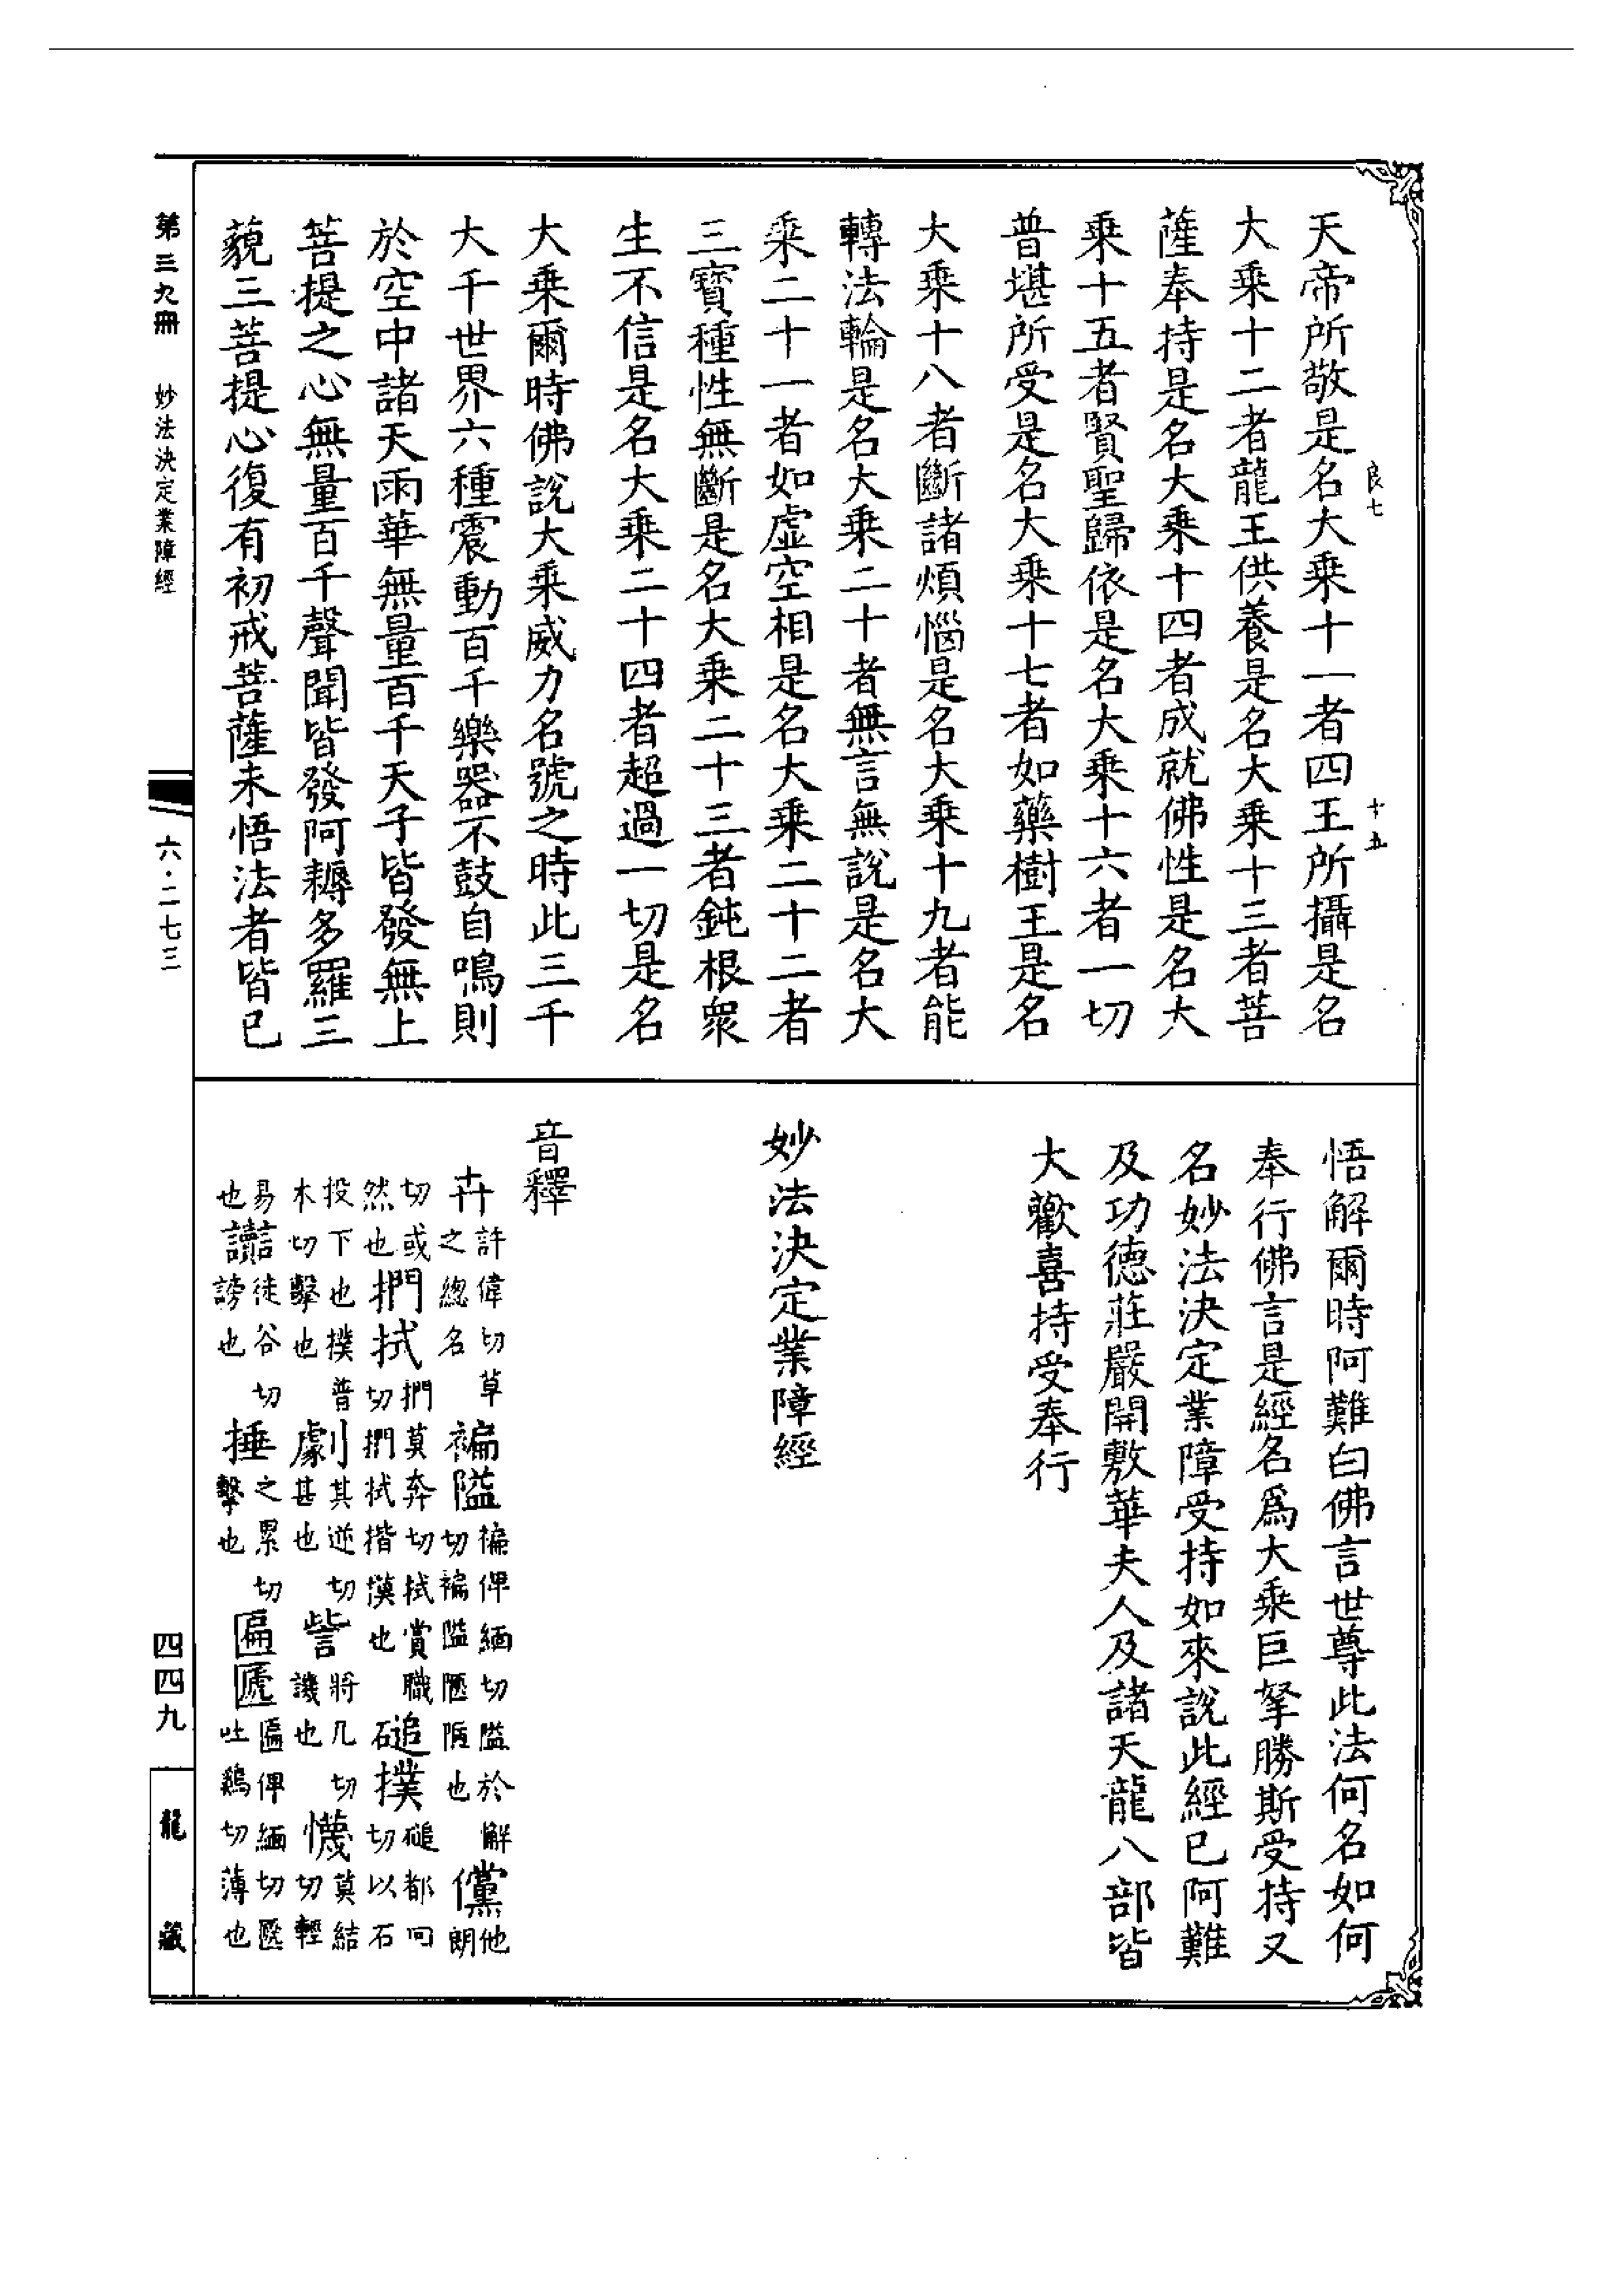 天帝所敬是名大乘十一者四王所攝是名
大乘十二者龍王供養是名大乘十三者菩
薩奉持是名大乘十四者成就佛性是名大
乘十五者賢聖歸依是名大乘十六者一切
普堪所受是名大乘十七者如藥樹王是名
大乘十八者斷諸煩惱是名大乘十九者能
轉法輪是名大乘二十者無言無說是名大
乘二十一者如虛空相是名大乘二十二者
三寶種性無斷是名大乘二十三者鈍根眾
生不信是名大乘二十四者超過一切是名
大乘爾時佛說大乘威力名號之時此三千
大千世界六種震動百千樂器不鼓自鳴則
於空中諸天雨華無量百千天子皆發無上
菩提之心無量百千聲聞皆發阿耨多羅三
藐三菩提心復有初戒菩薩未悟法者皆已
良七
十五
悟解爾時阿難白佛言世尊此法何名如何
奉行佛言是經名爲大乘巨拏勝斯受持又
名妙法決定業障受持如來說此經已阿難
及功德莊嚴開敷華夫人及諸天龍八部皆
大歡喜持受奉行
妙法決定業障經
音釋
卉許偉切草之總名 褊隘褊俾緬切隘於懈切褊隘陋陿也 儻他朗
切或然也 捫拭捫莫奔切拭賞職切捫拭揩摸也 磓撲磓都回切以石
投下也撲普木切擊也 劇其逆切甚也 訾將几切譏也 懱莫結切輕
易也 讟徒谷切謗也 捶之累切擊也 匾㔸匾俾緬切㔸吐鷄切薄也
第三九冊 妙法決定業障經
六·二七三
四四九
龍藏